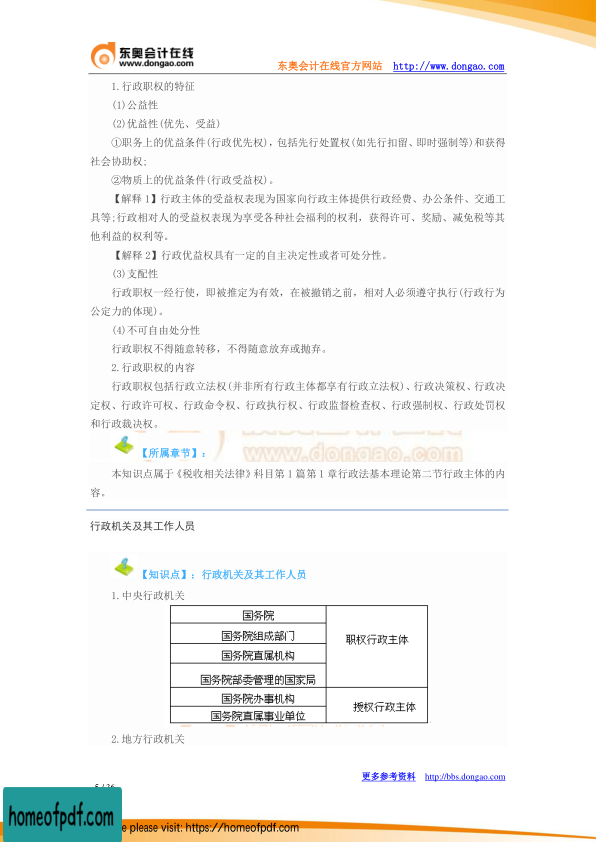 东奥会计在线
www.dongao.com
东奥会计在线官方网站 http://www.dongao.com
1.行政职权的特征
(1)公益性
(2)优益性(优先、受益)
①职务上的优益条件(行政优先权),包括先行处置权(如先行扣留、即时强制等)和获得
社会协助权;
②物质上的优益条件(行政受益权)。
【解释 1】行政主体的受益权表现为国家向行政主体提供行政经费、办公条件、交通工
具等;行政相对人的受益权表现为享受各种社会福利的权利，获得许可、奖励、减免税等其
他利益的权利等。
【解释 2】行政优益权具有一定的自主决定性或者可处分性。
(3)支配性
行政职权一经行使，即被推定为有效，在被撤销之前，相对人必须遵守执行(行政行为
公定力的体现)。
(4)不可自由处分性
行政职权不得随意转移，不得随意放弃或抛弃。
2.行政职权的内容
行政职权包括行政立法权(并非所有行政主体都享有行政立法权)、行政决策权、行政决
定权、行政许可权、行政命令权、行政执行权、行政监督检查权、行政强制权、行政处罚权
和行政裁决权。
【所属章节】：
www.dongao.com
本知识点属于《税收相关法律》科目第 1 篇第 1 章行政法基本理论第二节行政主体的内
容。
行政机关及其工作人员
【知识点】：行政机关及其工作人员
1.中央行政机关
国务院
国务院组成部门
国务院直属机构
国务院部委管理的国家局
职权行政主体
国务院办事机构
国务院直属事业单位
授权行政主体
2.地方行政机关
更多参考资料 http://bbs.dongao.com
homeofpdf.com
e please visit: https://homeofpdf.com